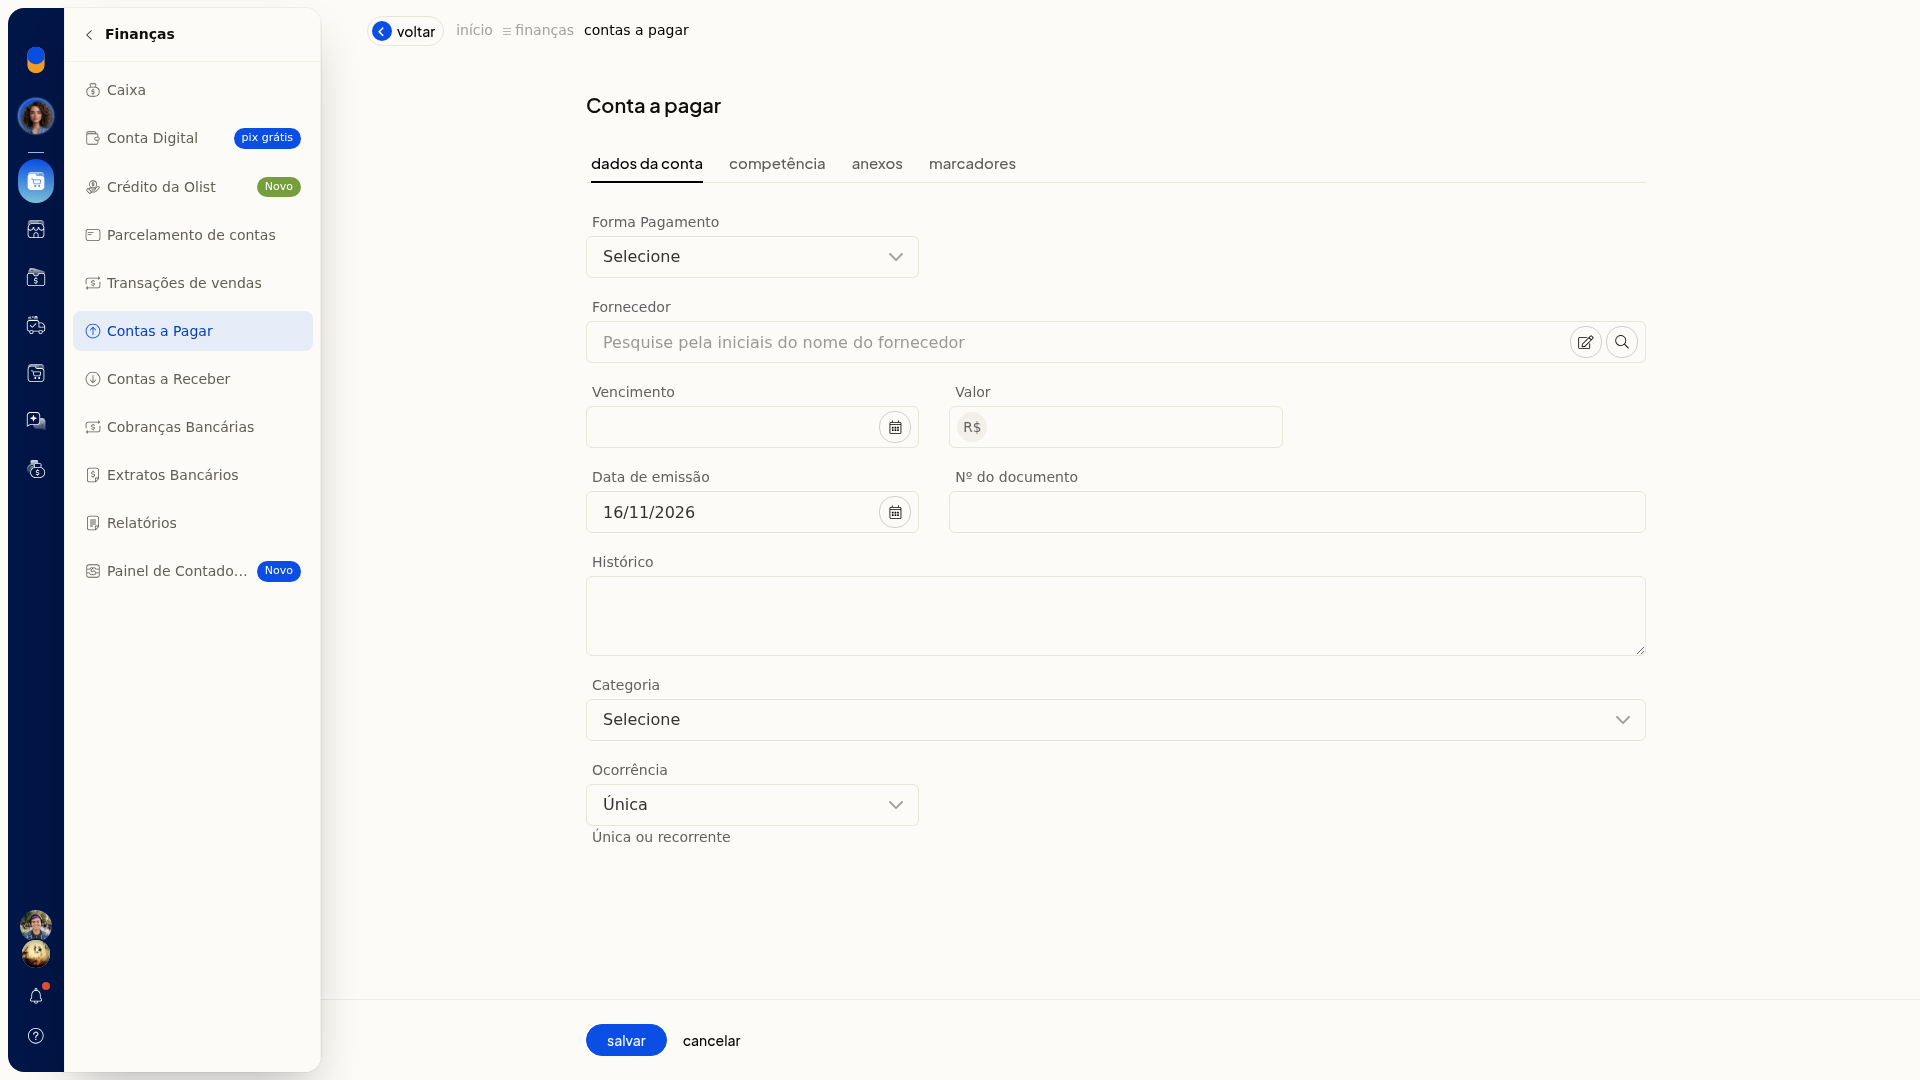 Finanças
Caixa
Conta Digital pix grátis
Crédito da Olist Novo
Parcelamento de contas
Transações de vendas
Contas a Pagar
Contas a Receber
Cobranças Bancárias
Extratos Bancários
Relatórios
Painel de Contado... Novo
voltar início finanças contas a pagar
Conta a pagar
dados da conta competência anexos marcadores
Forma Pagamento
Selecione
Fornecedor
Pesquise pela iniciais do nome do fornecedor
Vencimento Valor
R$
Data de emissão Nº do documento
16/11/2026
Histórico
Categoria
Selecione
Ocorrência
Única
Única ou recorrente
salvar cancelar